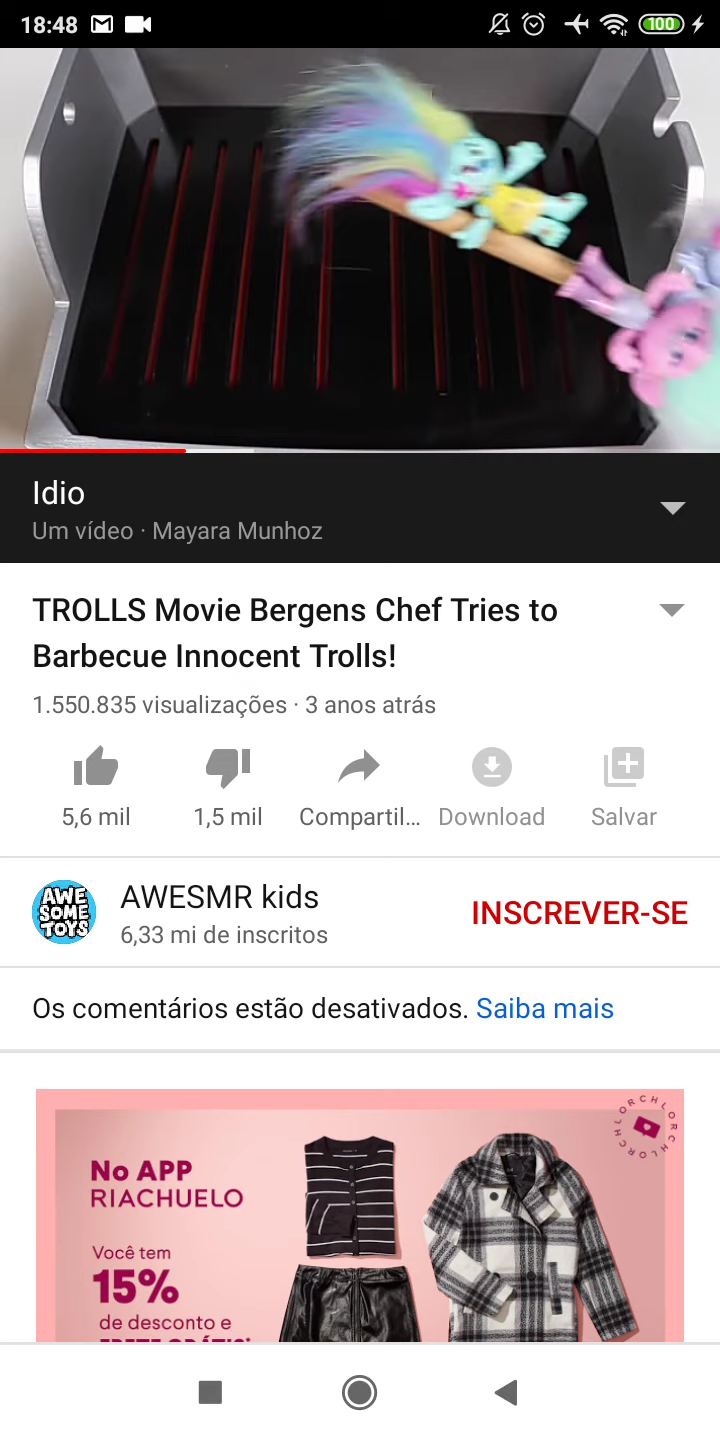 18:48
100
Idio
Um vídeo · Mayara Munhoz
TROLLS Movie Bergens Chef Tries to
Barbecue Innocent Trolls!
1.550.835 visualizações · 3 anos atrás
5,6 mil
1,5 mil
Compartil...
Download
Salvar
AWE
SOME
TOYS
AWESMR kids
6,33 mi de inscritos
INSCREVER-SE
Os comentários estão desativados. Saiba mais
No APP
RIACHUELO
Você tem
15%
de desconto e